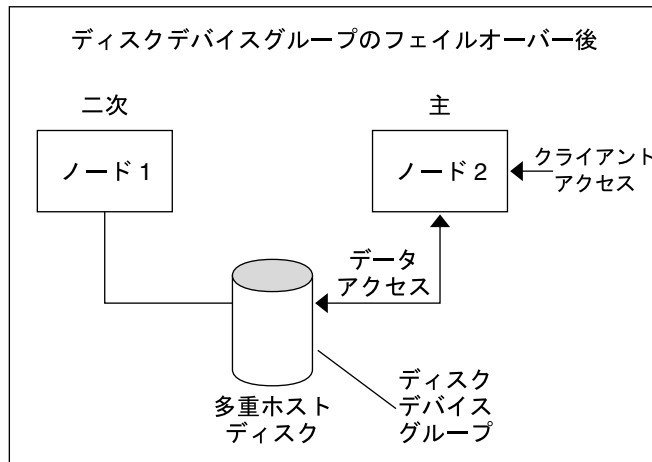 ディスクデバイスグループのフェイルオーバー後
二次
主
ノード 1
ノード 2
クライアント
アクセス
データ
アクセス
多重ホスト
ディスク
ディスク
デバイス
グループ